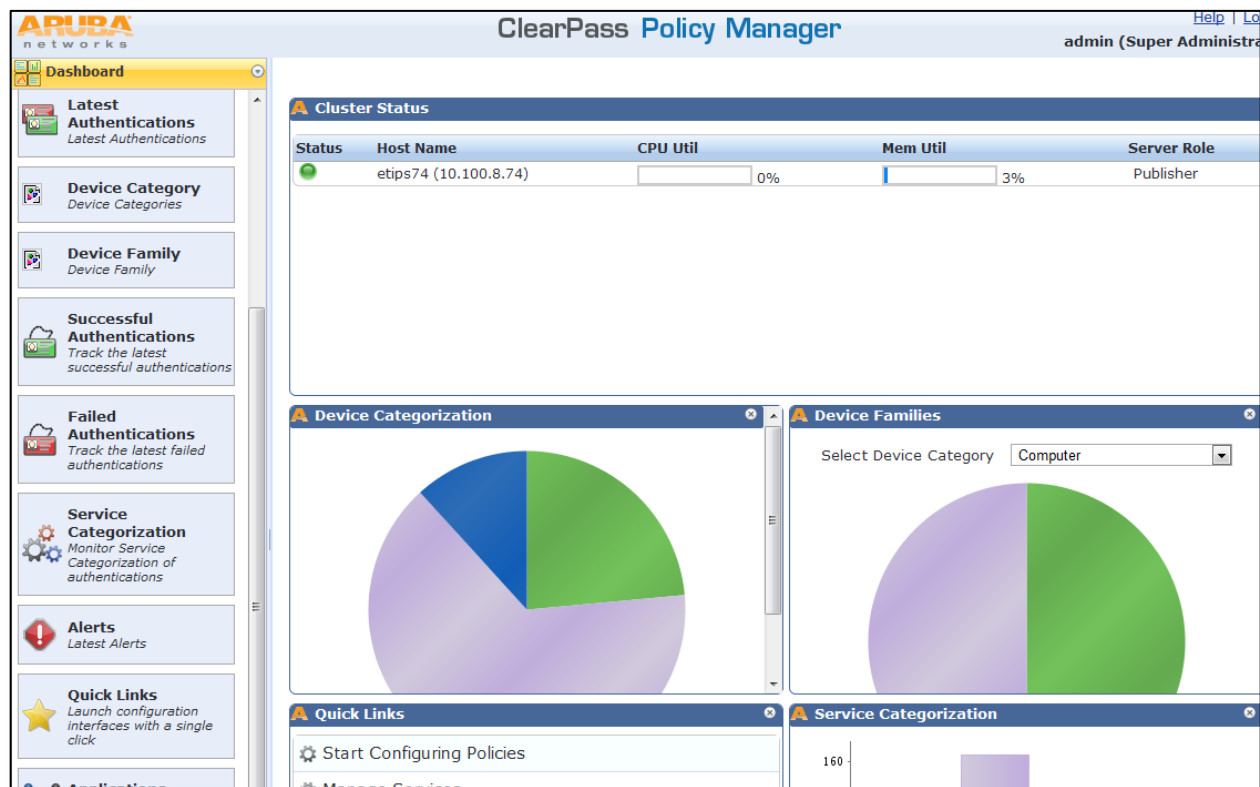 ARUBA
networks
ClearPass Policy Manager
Help | Lo
admin (Super Administra
Dashboard
Latest
Authentications
Latest Authentications
Device Category
Device Categories
Device Family
Device Family
Successful
Authentications
Track the latest
successful authentications
Failed
Authentications
Track the latest failed
authentications
Service
Categorization
Monitor Service
Categorization of
authentications
Alerts
Latest Alerts
Quick Links
Launch configuration
interfaces with a single
click
Applications
Cluster Status
Status Host Name CPU Util Mem Util Server Role
etips74 (10.100.8.74) 0% 3% Publisher
Device Categorization
Device Families
Select Device Category Computer
Quick Links
Start Configuring Policies
Manage Services
Service Categorization
160